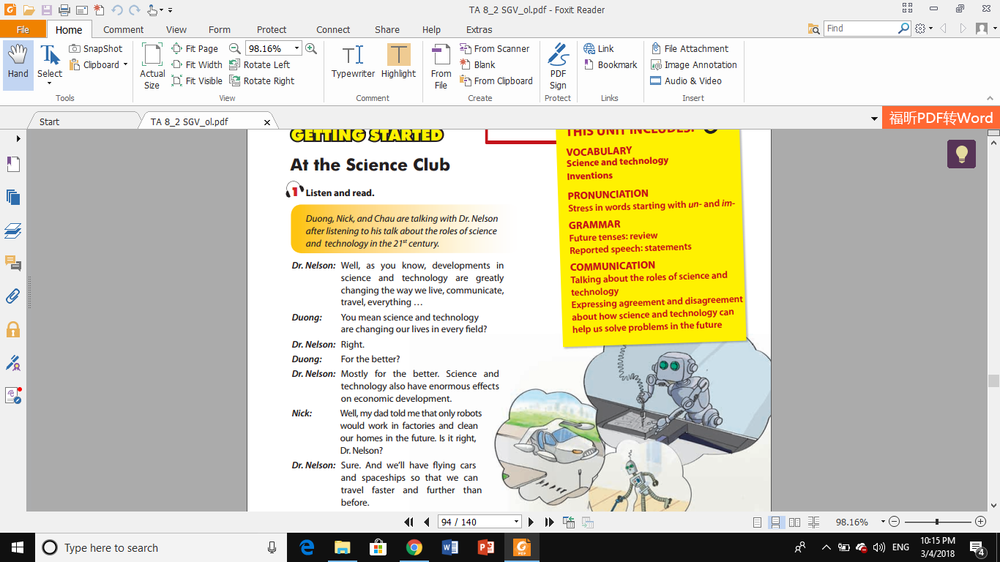 TA 8_2 SGV_ol.pdf - Foxit Reader
File
Home
Comment
View
Form
Protect
Connect
Share
Help
Extras
Find
Hand
Select
SnapShot
Clipboard
Tools
Actual
Size
Fit Page
Fit Width
Fit Visible
98.16%
Rotate Left
Rotate Right
View
Typewriter
Highlight
Comment
From
File
From Scanner
Blank
From Clipboard
Create
PDF
Sign
Protect
Link
Bookmark
Links
File Attachment
Image Annotation
Audio & Video
Insert
Start
TA 8_2 SGV_ol.pdf
福昕PDF转Word
GETTING STARTED
At the Science Club
1 Listen and read.
Duong, Nick, and Chau are talking with Dr. Nelson
after listening to his talk about the roles of science
and technology in the 21st century.
Dr. Nelson: Well, as you know, developments in
science and technology are greatly
changing the way we live, communicate,
travel, everything …
Duong: You mean science and technology
are changing our lives in every field?
Dr. Nelson: Right.
Duong: For the better?
Dr. Nelson: Mostly for the better. Science and
technology also have enormous effects
on economic development.
Nick: Well, my dad told me that only robots
would work in factories and clean
our homes in the future. Is it right,
Dr. Nelson?
Dr. Nelson: Sure. And we'll have flying cars
and spaceships so that we can
travel faster and further than
before.
THIS UNIT INCLUDES:
VOCABULARY
Science and technology
Inventions
PRONUNCIATION
Stress in words starting with un- and im-
GRAMMAR
Future tenses: review
Reported speech: statements
COMMUNICATION
Talking about the roles of science and
technology
Expressing agreement and disagreement
about how science and technology can
help us solve problems in the future
94 / 140
98.16%
Type here to search
ENG
10:15 PM
3/4/2018
4